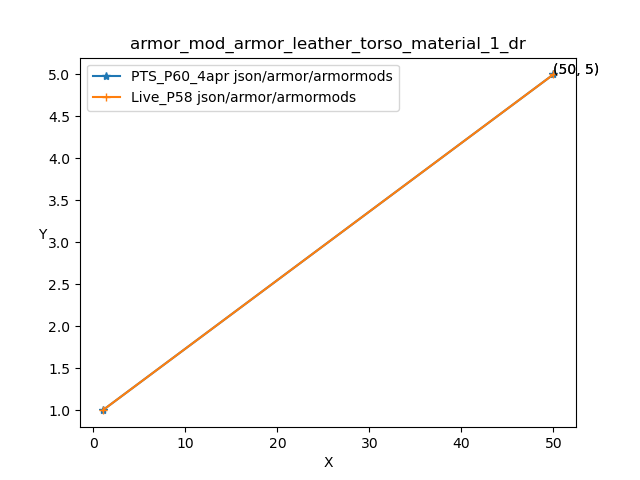 armor_mod_armor_leather_torso_material_1_dr
PTS_P60_4apr json/armor/armormods
Live_P58 json/armor/armormods
(50, 5)
5.0
4.5
4.0
3.5
Y
3.0
2.5
2.0
1.5
1.0
0 10 20 30 40 50
X